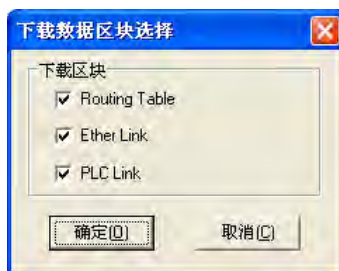 下载数据区块选择
下载区块
Routing Table
Ether Link
PLC Link
确定(O) 取消(C)